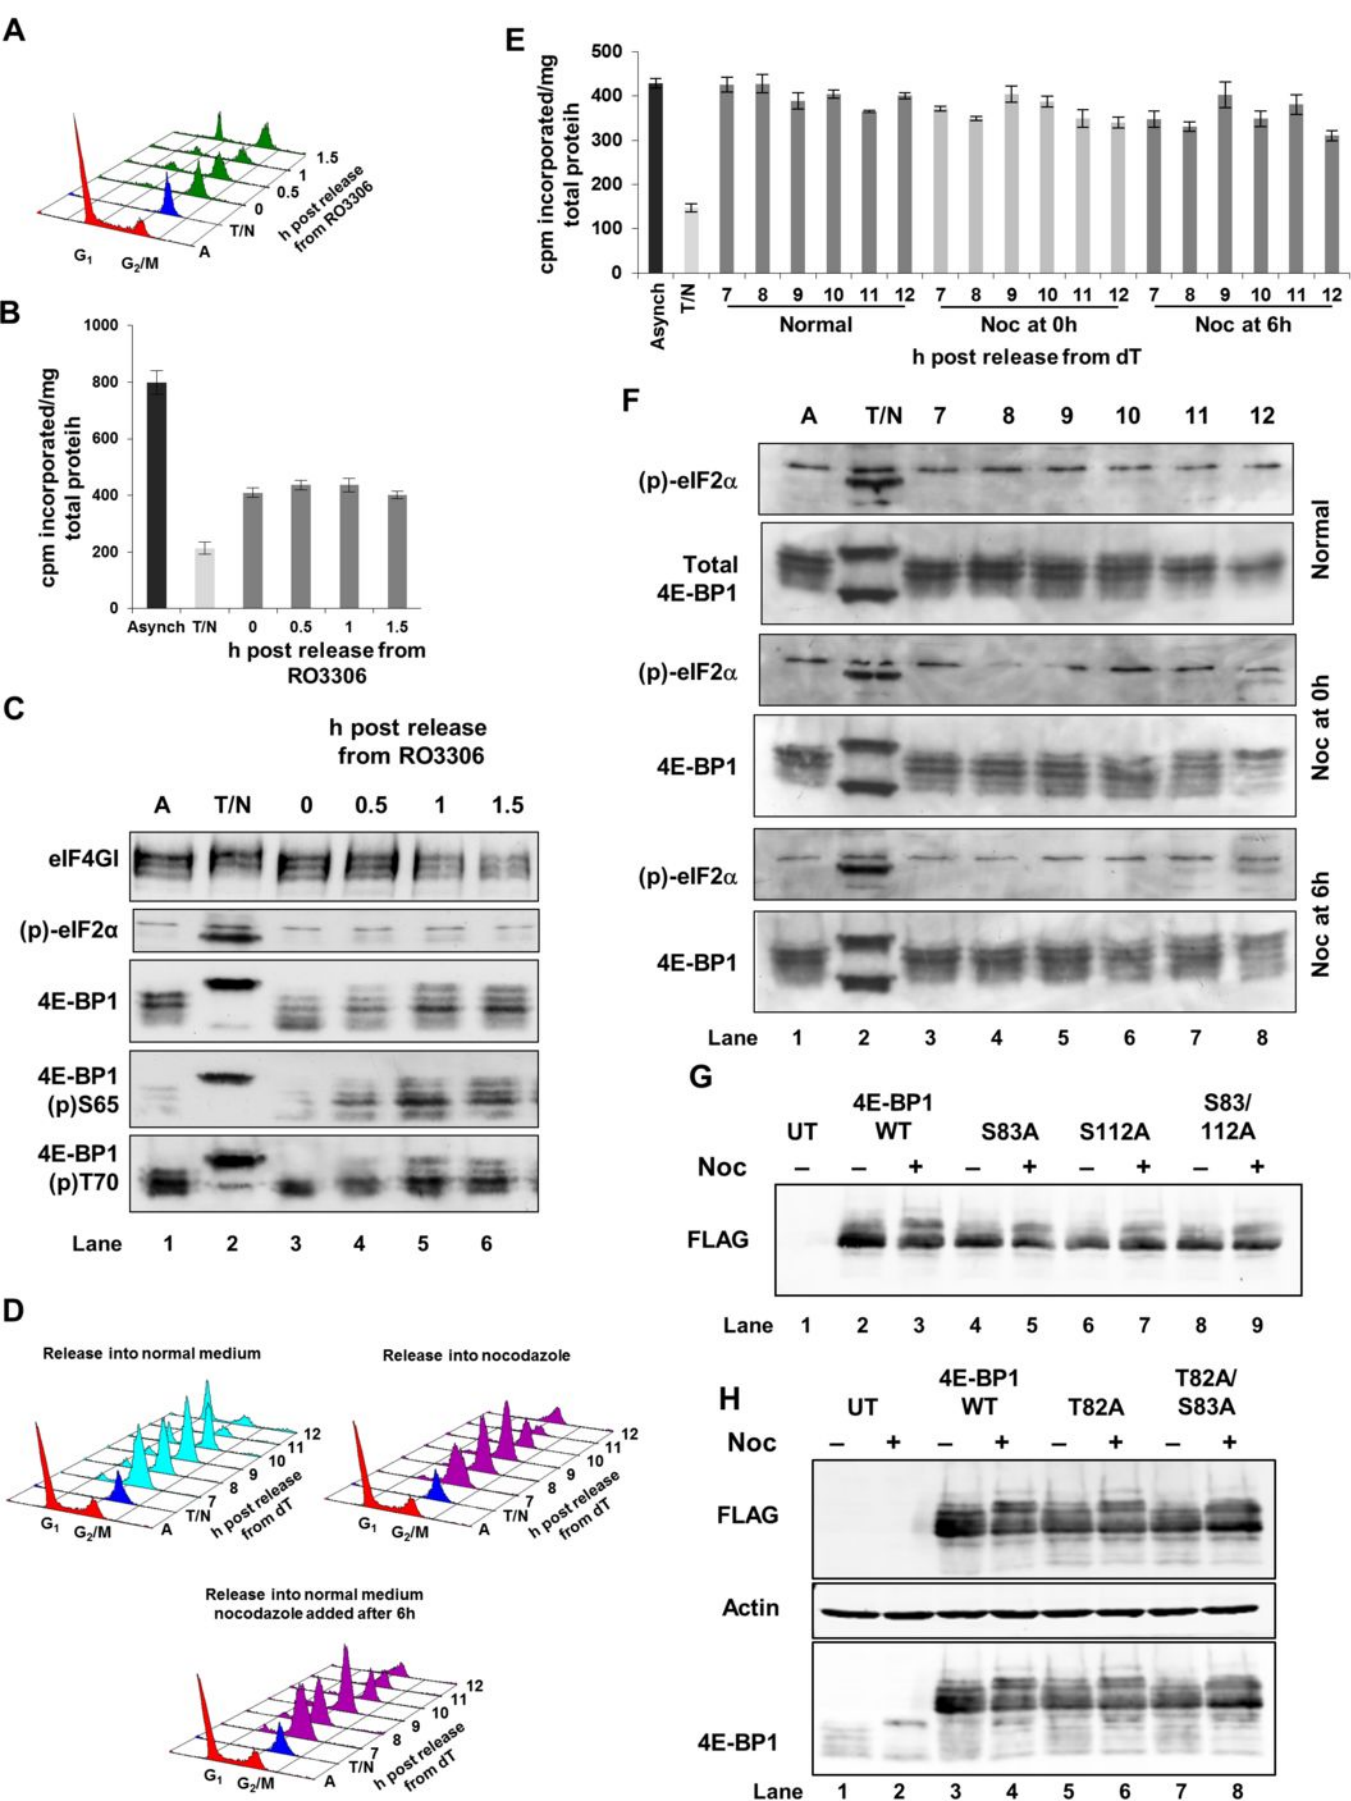 A
1.5
1
0.5
0
T/N
A
G1
G2/M
h post release
from RO3306
B
cpm incorporated/mg
total proteih
1000
800
600
400
200
0
Asynch T/N 0 0.5 1 1.5
h post release from
RO3306
C
h post release
from RO3306
A T/N 0 0.5 1 1.5
eIF4GI
(p)-eIF2α
4E-BP1
4E-BP1
(p)S65
4E-BP1
(p)T70
Lane 1 2 3 4 5 6
D
Release into normal medium
12
11
10
9
8
7
T/N
A
G1 G2/M
h post release
from dT
Release into nocodazole
12
11
10
9
8
7
T/N
A
G1 G2/M
h post release
from dT
Release into normal medium
nocodazole added after 6h
12
11
10
9
8
7
T/N
A
G1 G2/M
h post release
from dT
E
cpm incorporated/mg
total proteih
500
400
300
200
100
0
Asynch T/N 7 8 9 10 11 12 7 8 9 10 11 12 7 8 9 10 11 12
Normal Noc at 0h Noc at 6h
h post release from dT
F
A T/N 7 8 9 10 11 12
(p)-eIF2α
Total
4E-BP1
Normal
(p)-eIF2α
4E-BP1
Noc at 0h
(p)-eIF2α
4E-BP1
Noc at 6h
Lane 1 2 3 4 5 6 7 8
G
4E-BP1 S83/
UT WT S83A S112A 112A
Noc – – + – + – + – +
FLAG
Lane 1 2 3 4 5 6 7 8 9
H
4E-BP1 T82A/
UT WT T82A S83A
Noc – + – + – + – +
FLAG
Actin
4E-BP1
Lane 1 2 3 4 5 6 7 8